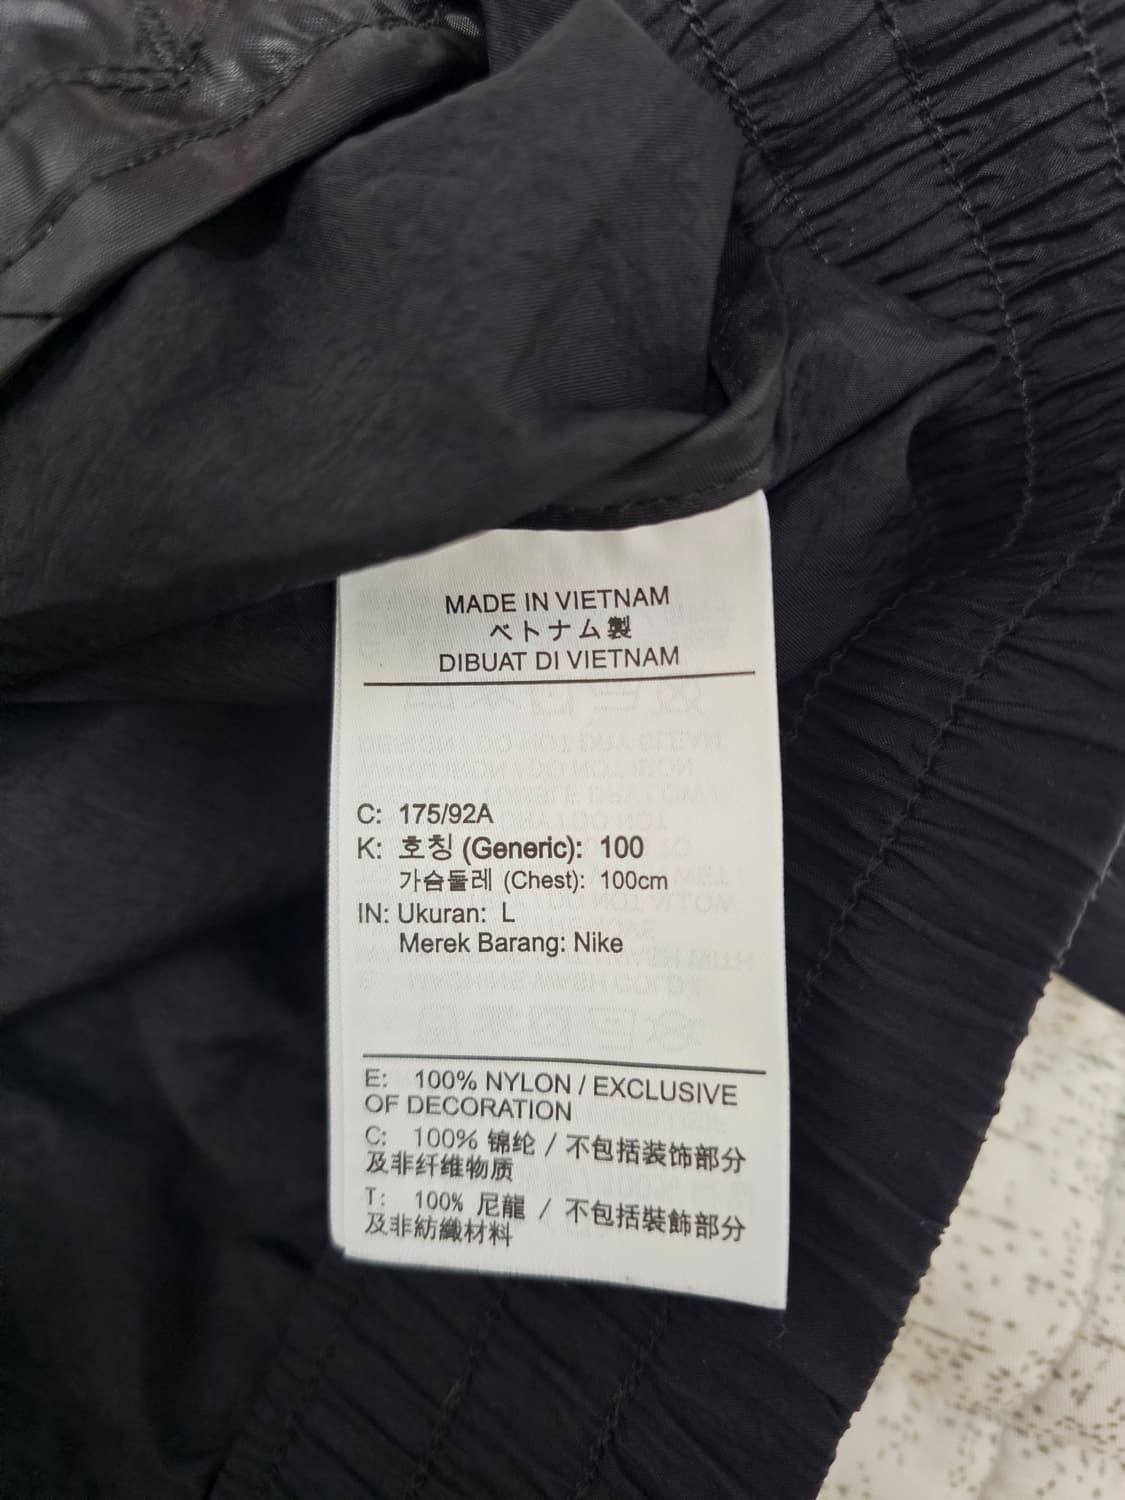 MADE IN VIETNAM
ベトナム製
DIBUAT DI VIETNAM
C: 175/92A
K: 호칭 (Generic): 100
가슴둘레 (Chest): 100cm
IN: Ukuran: L
Merek Barang: Nike
E: 100% NYLON / EXCLUSIVE
OF DECORATION
C: 100% 锦纶 / 不包括装饰部分
及非纤维物质
T: 100% 尼龍 / 不包括裝飾部分
及非紡織材料